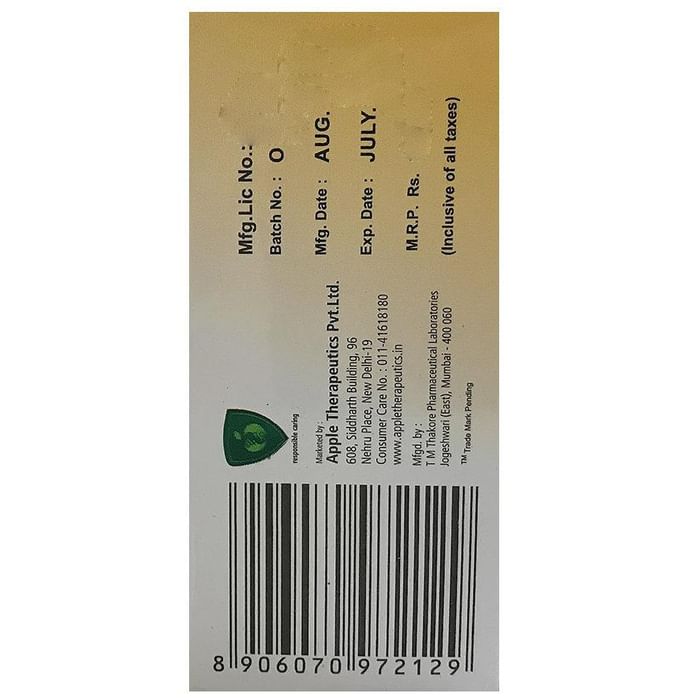 Mfg.Lic No.:
Batch No. : O
Mfg. Date : AUG.
Exp. Date : JULY.
M.R.P. Rs.
(Inclusive of all taxes)
responsible caring
Marketed by :
Apple Therapeutics Pvt.Ltd.
608, Siddharth Building, 96
Nehru Place, New Delhi-19
Consumer Care No. : 011-41618180
www.appletherapeutics.in
Mfgd. by :
T M Thakore Pharmaceutical Laboratories
Jogeshwari (East), Mumbai - 400 060
TM Trade Mark Pending
8 906070 972129